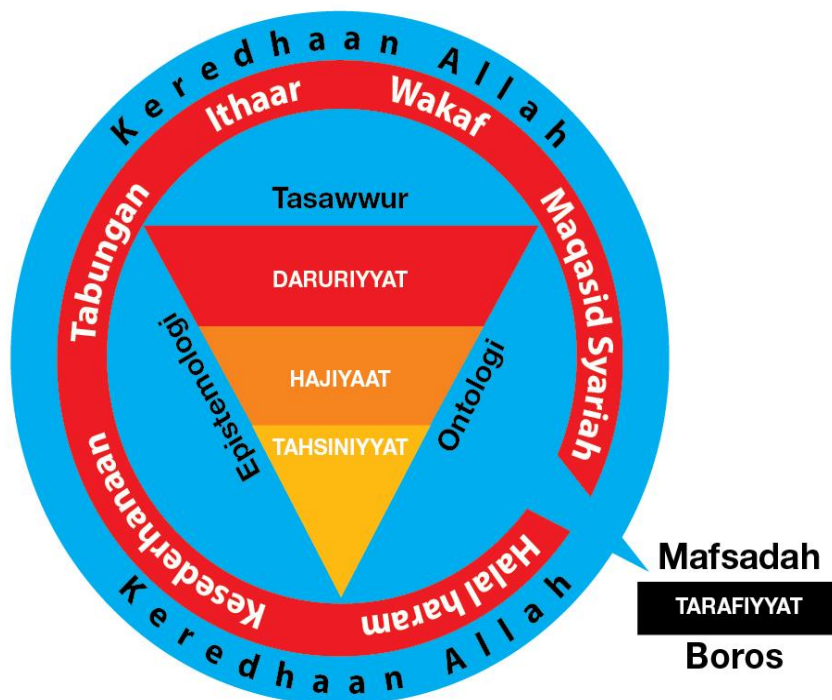 Keredhaan Allah
Ithaar
Wakaf
Tabungan
Maqasid Syariah
Tasawwur
DARURIYYAT
Epistemologi
Ontologi
HAJIYAAT
TAHSINIYYAT
Kesederhanaan
Halal haram
Keredhaan Allah
Mafsadah
TARAFIYYAT
Boros